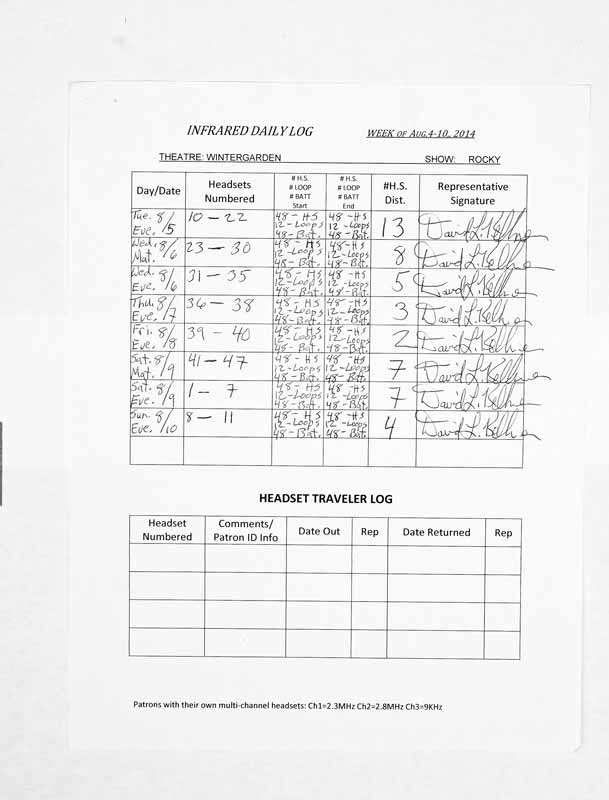 INFRARED DAILY LOG WEEK OF AUG.4-10, 2014
THEATRE: WINTERGARDEN SHOW: ROCKY
Day/Date Headsets Numbered # H.S. # LOOP # BATT Start # H.S. # LOOP # BATT End #H.S. Dist. Representative Signature
Tue. 8/5 Eve. 10 – 22 48 – HS 12 – Loops 48 – Bat. 48 – HS 12 – Loops 48 – Bat. 13 David L. Kellne
Wed. 8/6 Mat. 23 – 30 48 – HS 12 – Loops 48 – Bat. 48 – HS 12 – Loops 48 – Bat. 8 David L. Kellne
Wed. 8/6 Eve. 31 – 35 48 – HS 12 – Loops 48 – Bat. 48 – HS 12 – Loops 48 – Bat. 5 David L. Kellne
Thu. 8/7 Eve. 36 – 38 48 – HS 12 – Loops 48 – Bat. 48 – HS 12 – Loops 48 – Bat. 3 David L. Kellne
Fri. 8/8 Eve. 39 – 40 48 – HS 12 – Loops 48 – Bat. 48 – HS 12 – Loops 48 – Bat. 2 David L. Kellne
Sat. 8/9 Mat. 41 – 47 48 – HS 12 – Loops 48 – Bat. 48 – HS 12 – Loops 48 – Bat. 7 David L. Kellne
Sat. 8/9 Eve. 1 – 7 48 – HS 12 – Loops 48 – Bat. 48 – HS 12 – Loops 48 – Bat. 7 David L. Kellne
Sun. 8/10 Eve. 8 – 11 48 – HS 12 – Loops 48 – Bat. 48 – HS 12 – Loops 48 – Bat. 4 David L. Kellne
HEADSET TRAVELER LOG
Headset Numbered Comments/ Patron ID Info Date Out Rep Date Returned Rep
Patrons with their own multi-channel headsets: Ch1=2.3MHz Ch2=2.8MHz Ch3=9KHz